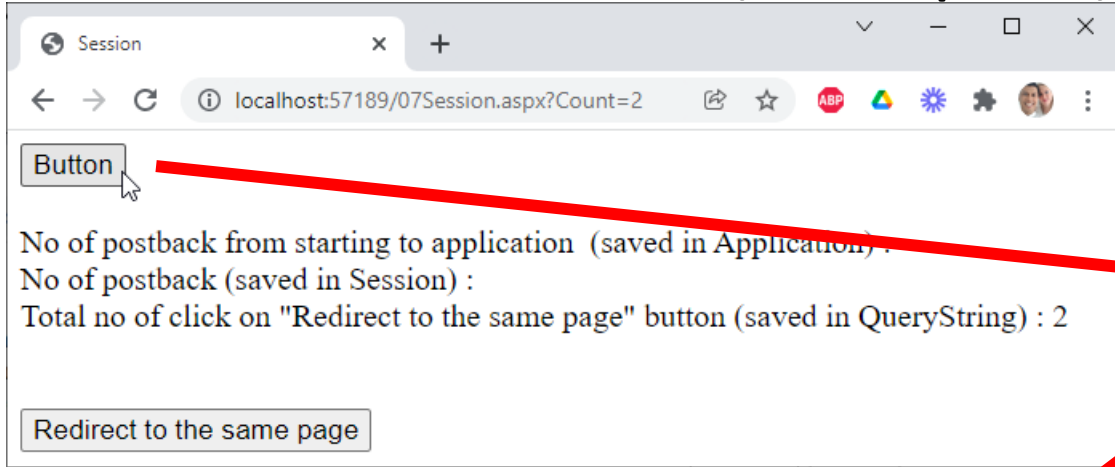 Session
localhost:57189/07Session.aspx?Count=2
ABP
Button
No of postback from starting to application (saved in Application) :
No of postback (saved in Session) :
Total no of click on "Redirect to the same page" button (saved in QueryString) : 2
Redirect to the same page